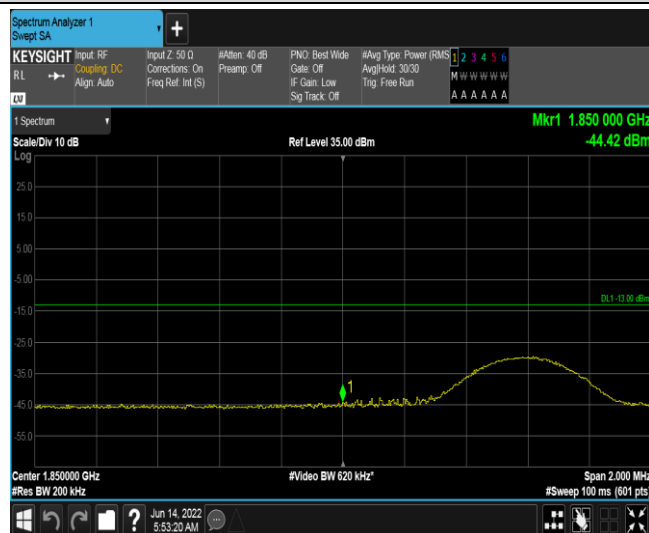 Spectrum Analyzer 1
Swept SA
+
KEYSIGHT
RL
LXI
Input: RF
Coupling: DC
Align: Auto
Input Z: 50 Ω
Corrections: On
Freq Ref: Int (S)
#Atten: 40 dB
Preamp: Off
PNO: Best Wide
Gate: Off
IF Gain: Low
Sig Track: Off
#Avg Type: Power (RMS
Avg|Hold: 30/30
Trig: Free Run
1 2 3 4 5 6
M W W W W W
A A A A A A
1 Spectrum
Mkr1 1.850 000 GHz
Scale/Div 10 dB
Ref Level 35.00 dBm
-44.42 dBm
Log
25.0
15.0
5.00
-5.00
DL1 -13.00 dBm
-15.0
-25.0
-35.0
1
-45.0
-55.0
Center 1.850000 GHz
#Video BW 620 kHz*
Span 2.000 MHz
#Res BW 200 kHz
#Sweep 100 ms (601 pts)
?
Jun 14, 2022
5:53:20 AM